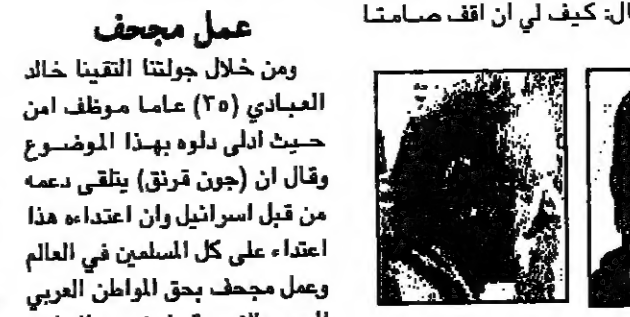 ال: كيف لي ان اقف صامتا
عمل مجحف
ومن خلال جولتنا التقينا خالد
العبادي (٣٥) عاما موظف امن
حيث ادلى دلوه بهذا الموضوع
وقال ان (جون قرنق) يتلقى دعمه
من قبل اسرائيل وان اعتداءه هذا
اعتداء على كل المسلمين في العالم
وعمل مجحف بحق المواطن العربي